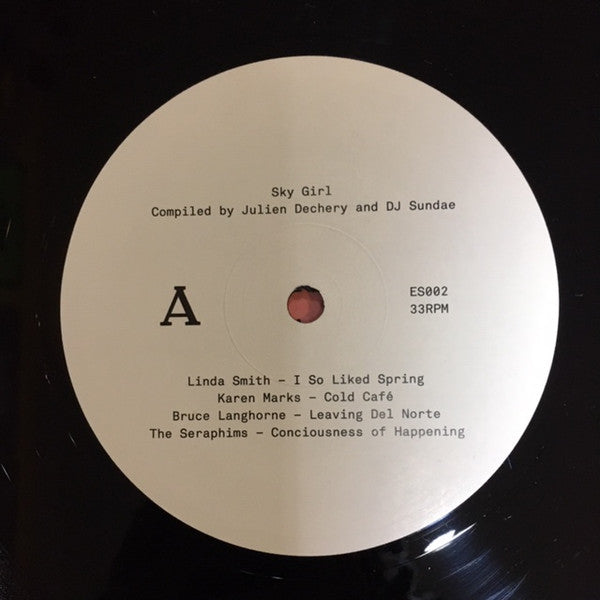 Sky Girl
Compiled by Julien Dechery and DJ Sundae
A
ES002
33RPM
Linda Smith – I So Liked Spring
Karen Marks – Cold Café
Bruce Langhorne – Leaving Del Norte
The Seraphims – Conciousness of Happening